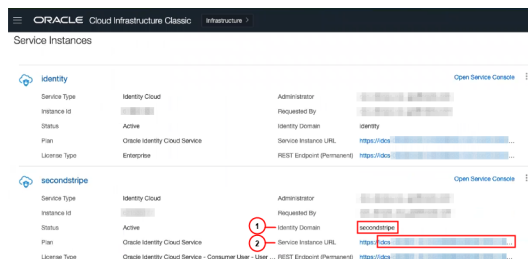 ORACLE Cloud Infrastructure Classic Infrastructure >
Service Instances
identity Open Service Console
Service Type Identity Cloud Administrator
Instance Id Requested By
Status Active Identity Domain identity
Plan Oracle Identity Cloud Service Service Instance URL https://idcs ...
License Type Enterprise REST Endpoint (Permanent) https://idcs ...
secondstripe Open Service Console
Service Type Identity Cloud Administrator
Instance Id Requested By
Status Active 1 Identity Domain secondstripe
Plan Oracle Identity Cloud Service 2 Service Instance URL https://idcs ...
License Type Oracle Identity Cloud Service - Consumer User - User ... REST Endpoint (Permanent) https://idcs ...